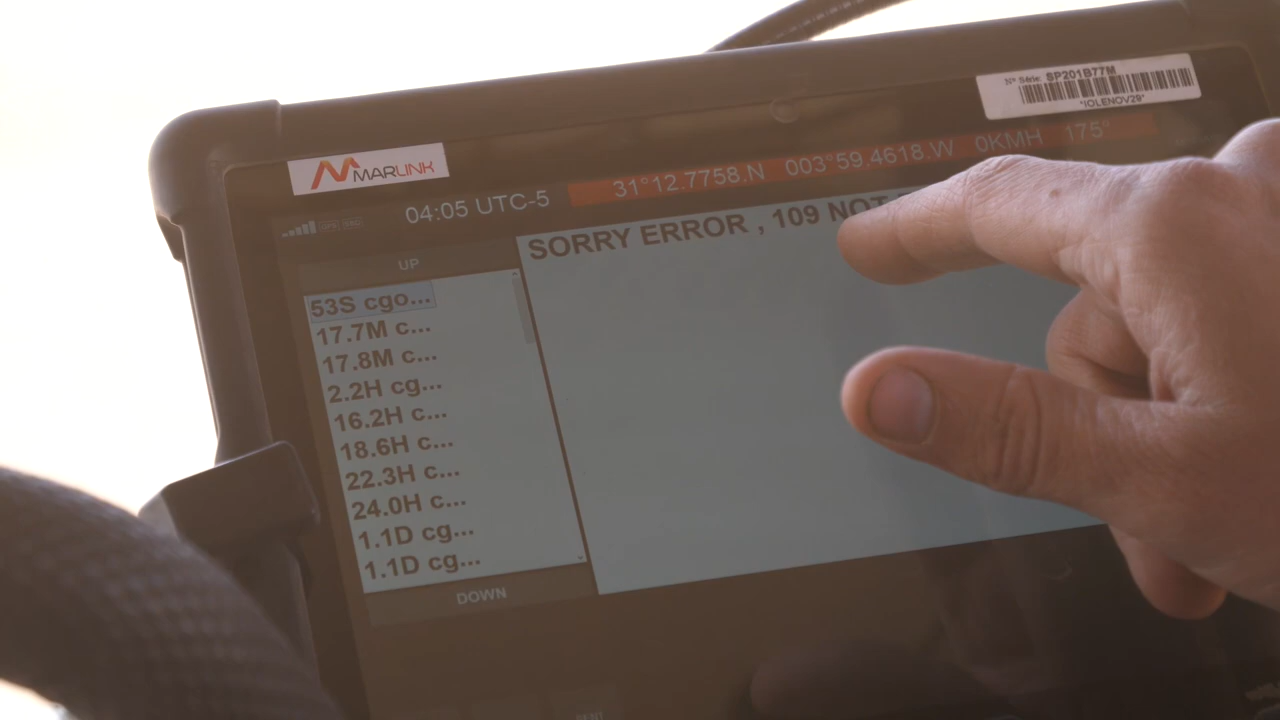 N° Série: SP201B77M
*IOLENOV29*
MARLINK
04:05 UTC-5
31°12.7758.N 003°59.4618.W 0KMH 175°
UP
SORRY ERROR , 109 NOT
53S cgo...
17.7M c...
17.8M c...
2.2H cg...
16.2H c...
18.6H c...
22.3H c...
24.0H c...
1.1D cg...
1.1D cg...
DOWN